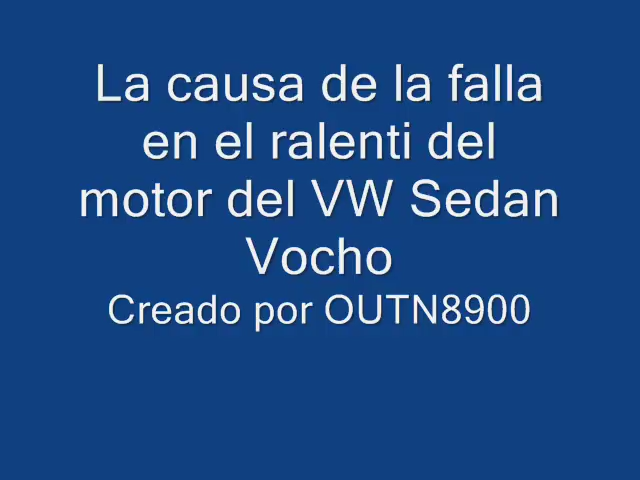 La causa de la falla
en el ralenti del
motor del VW Sedan
Vocho
Creado por OUTN8900